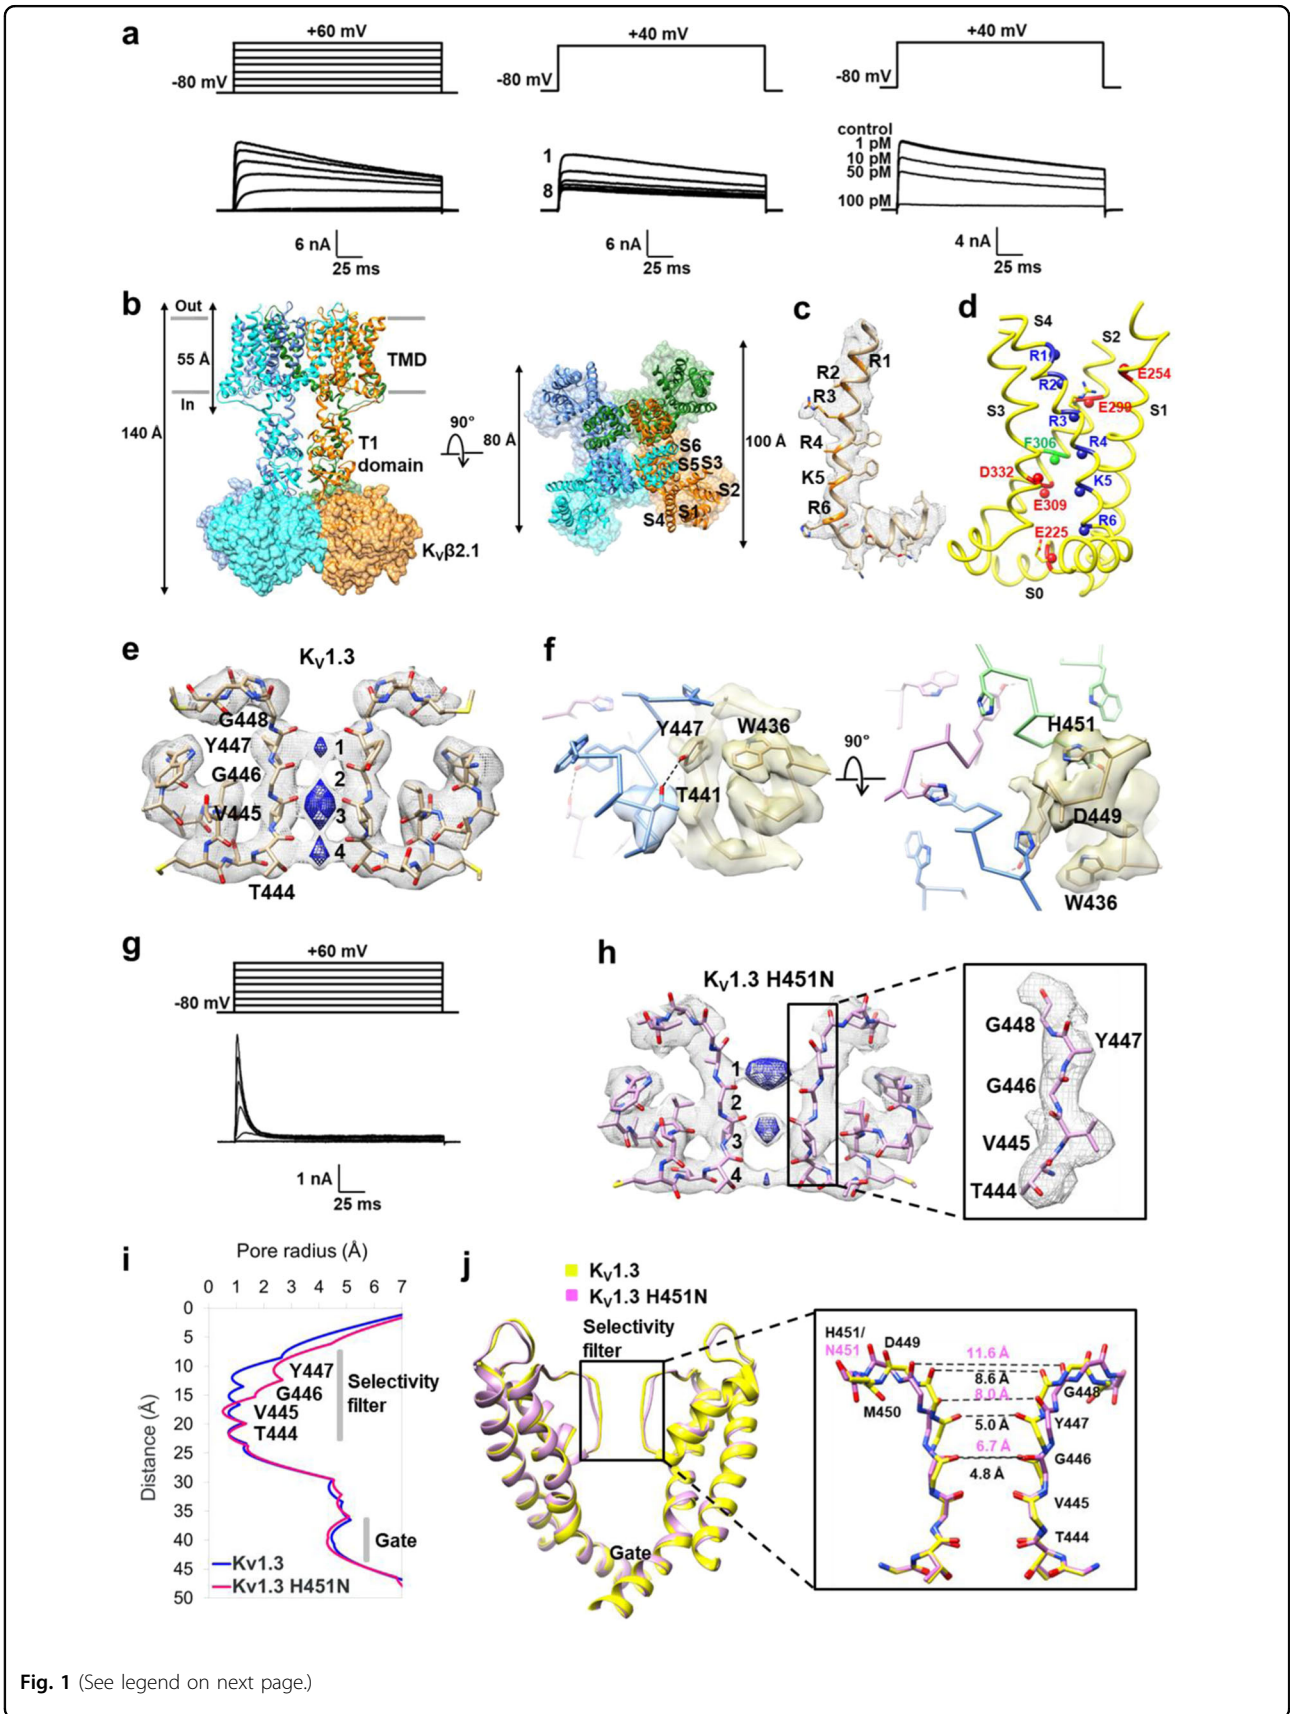 a
+60 mV
-80 mV
6 nA
25 ms
+40 mV
-80 mV
1
8
6 nA
25 ms
+40 mV
-80 mV
control
1 pM
10 pM
50 pM
100 pM
4 nA
25 ms
b
Out
55 Å
In
140 Å
TMD
T1
domain
KVβ2.1
90°
80 Å
100 Å
S6
S5
S3
S2
S4
S1
c
R1
R2
R3
R4
K5
R6
d
S4
S2
R1
R2
E254
S3
R3
E299
S1
F306
R4
D332
K5
E309
E225
R6
S0
e
KV1.3
G448
Y447
G446
V445
T444
1
2
3
4
f
Y447
W436
T441
90°
H451
D449
W436
g
+60 mV
-80 mV
1 nA
25 ms
h
KV1.3 H451N
1
2
3
4
G448
Y447
G446
V445
T444
i
Pore radius (Å)
0 1 2 3 4 5 6 7
Distance (Å)
0
5
10
15
20
25
30
35
40
45
50
Y447
G446
V445
T444
Selectivity
filter
Gate
Kv1.3
Kv1.3 H451N
j
KV1.3
KV1.3 H451N
Selectivity
filter
Gate
H451/
N451
D449
M450
11.6 Å
8.6 Å
8.0 Å
5.0 Å
6.7 Å
4.8 Å
G448
Y447
G446
V445
T444
Fig. 1 (See legend on next page.)